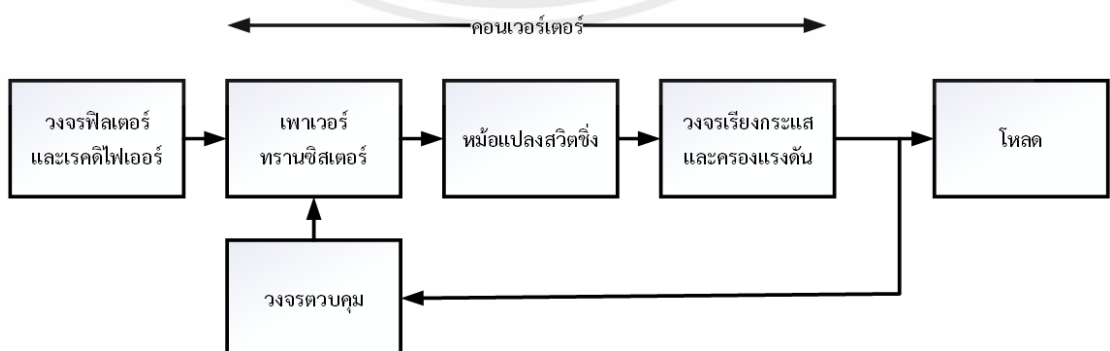 คอนเวอร์เตอร์
วงจรฟิลเตอร์
และเรคติไฟเออร์
เพาเวอร์
ทรานซิสเตอร์
หม้อแปลงสวิตชิ่ง
วงจรเรียงกระแส
และครองแรงดัน
โหลด
วงจรตวบคุม